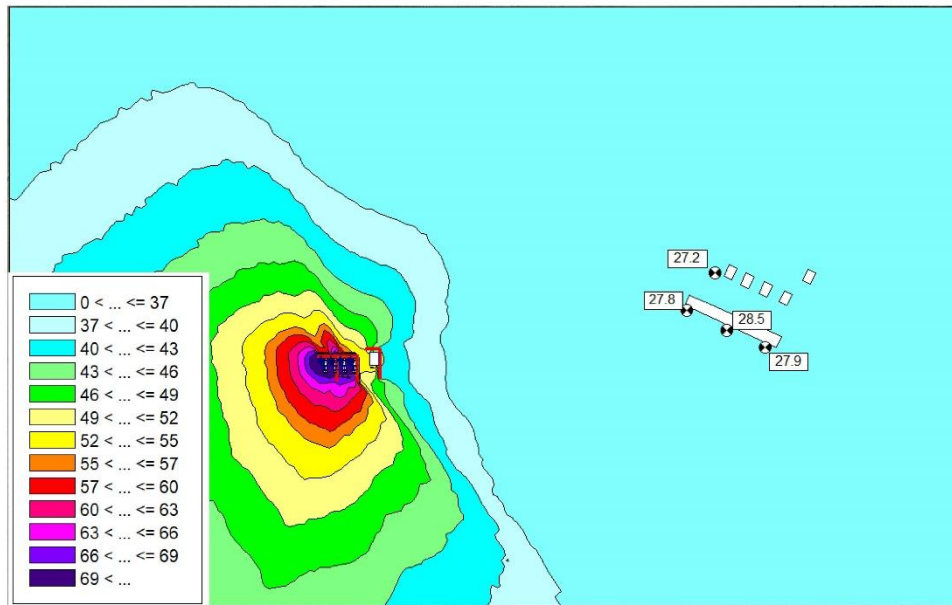 27.2
27.8
28.5
27.9
0 < ... <= 37
37 < ... <= 40
40 < ... <= 43
43 < ... <= 46
46 < ... <= 49
49 < ... <= 52
52 < ... <= 55
55 < ... <= 57
57 < ... <= 60
60 < ... <= 63
63 < ... <= 66
66 < ... <= 69
69 < ...